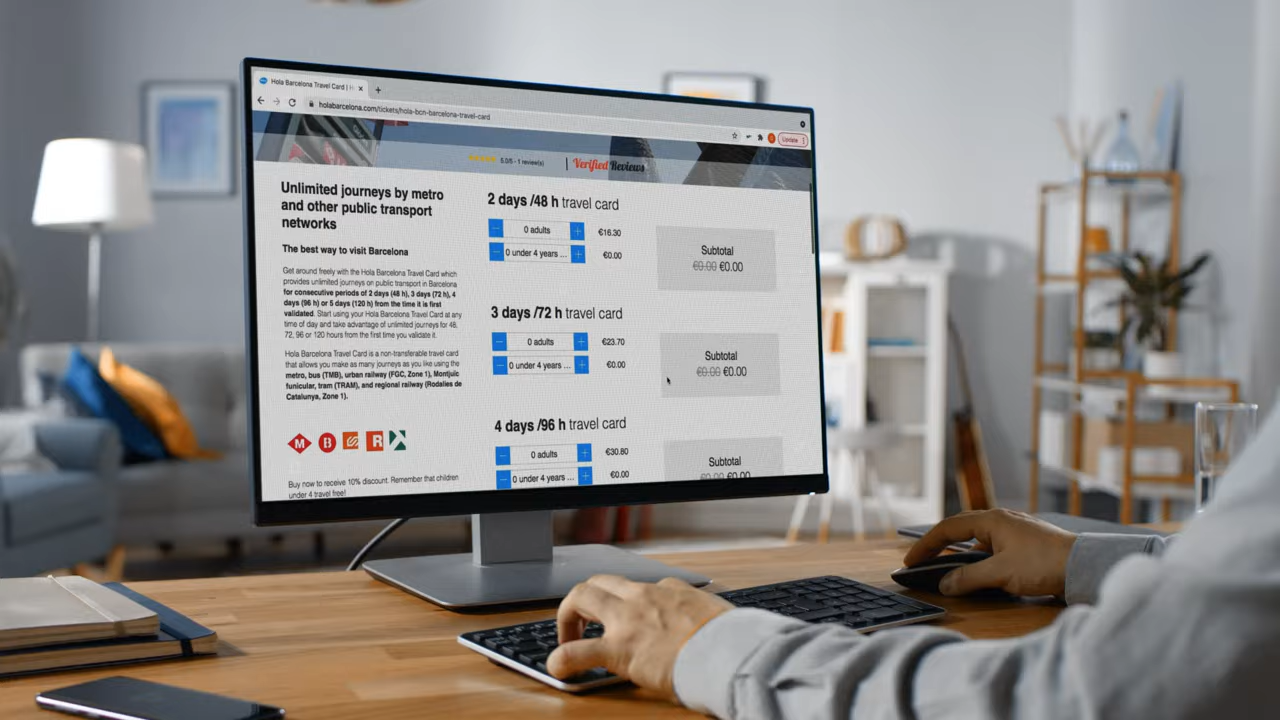 Hola Barcelona Travel Card | H
holabarcelona.com/tickets/hola-bcn-barcelona-travel-card
Update
5.0/5 - 1 review(s)
Verified Reviews
Unlimited journeys by metro
and other public transport
networks
The best way to visit Barcelona
Get around freely with the Hola Barcelona Travel Card which
provides unlimited journeys on public transport in Barcelona
for consecutive periods of 2 days (48 h), 3 days (72 h), 4
days (96 h) or 5 days (120 h) from the time it is first
validated. Start using your Hola Barcelona Travel Card at any
time of day and take advantage of unlimited journeys for 48,
72, 96 or 120 hours from the first time you validate it.
Hola Barcelona Travel Card is a non-transferable travel card
that allows you make as many journeys as you like using the
metro, bus (TMB), urban railway (FGC, Zone 1), Montjuic
funicular, tram (TRAM), and regional railway (Rodalies de
Catalunya, Zone 1).
M B R
Buy now to receive 10% discount. Remember that children
under 4 travel free!
2 days /48 h travel card
0 adults €16.30
0 under 4 years ... €0.00
Subtotal
€0.00 €0.00
3 days /72 h travel card
0 adults €23.70
0 under 4 years ... €0.00
Subtotal
€0.00 €0.00
4 days /96 h travel card
0 adults €30.80
0 under 4 years ... €0.00
Subtotal
€0.00 €0.00